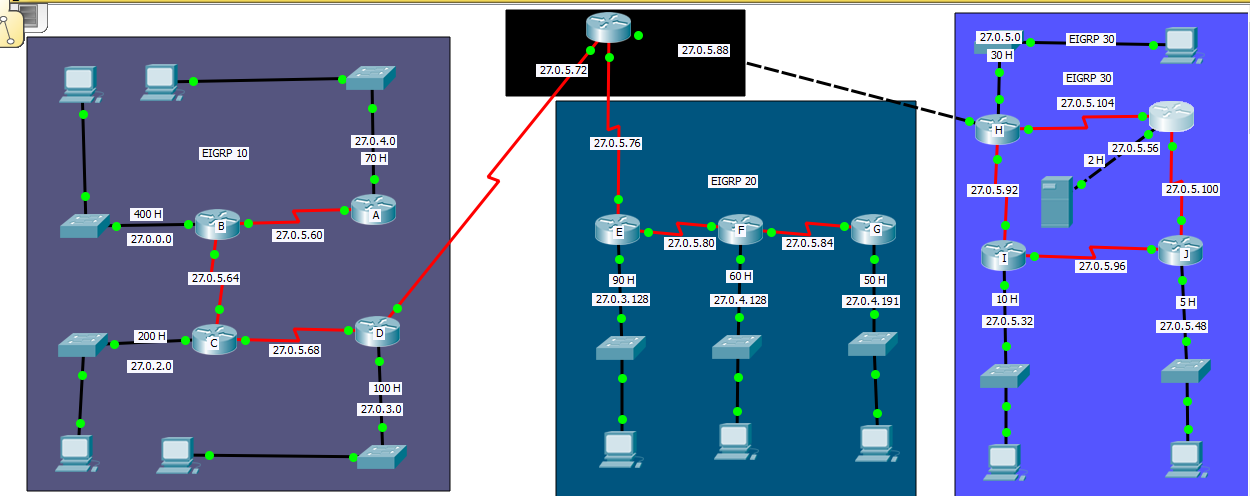 27.0.4.0
70 H
EIGRP 10
A
400 H
27.0.0.0
B
27.0.5.60
27.0.5.64
200 H
27.0.2.0
C
27.0.5.68
D
100 H
27.0.3.0
27.0.5.72
27.0.5.88
27.0.5.76
EIGRP 20
E
27.0.5.80
F
27.0.5.84
G
90 H
27.0.3.128
60 H
27.0.4.128
50 H
27.0.4.191
27.0.5.0
30 H
EIGRP 30
EIGRP 30
27.0.5.104
H
27.0.5.56
2 H
27.0.5.92
27.0.5.100
I
27.0.5.96
J
10 H
27.0.5.32
5 H
27.0.5.48